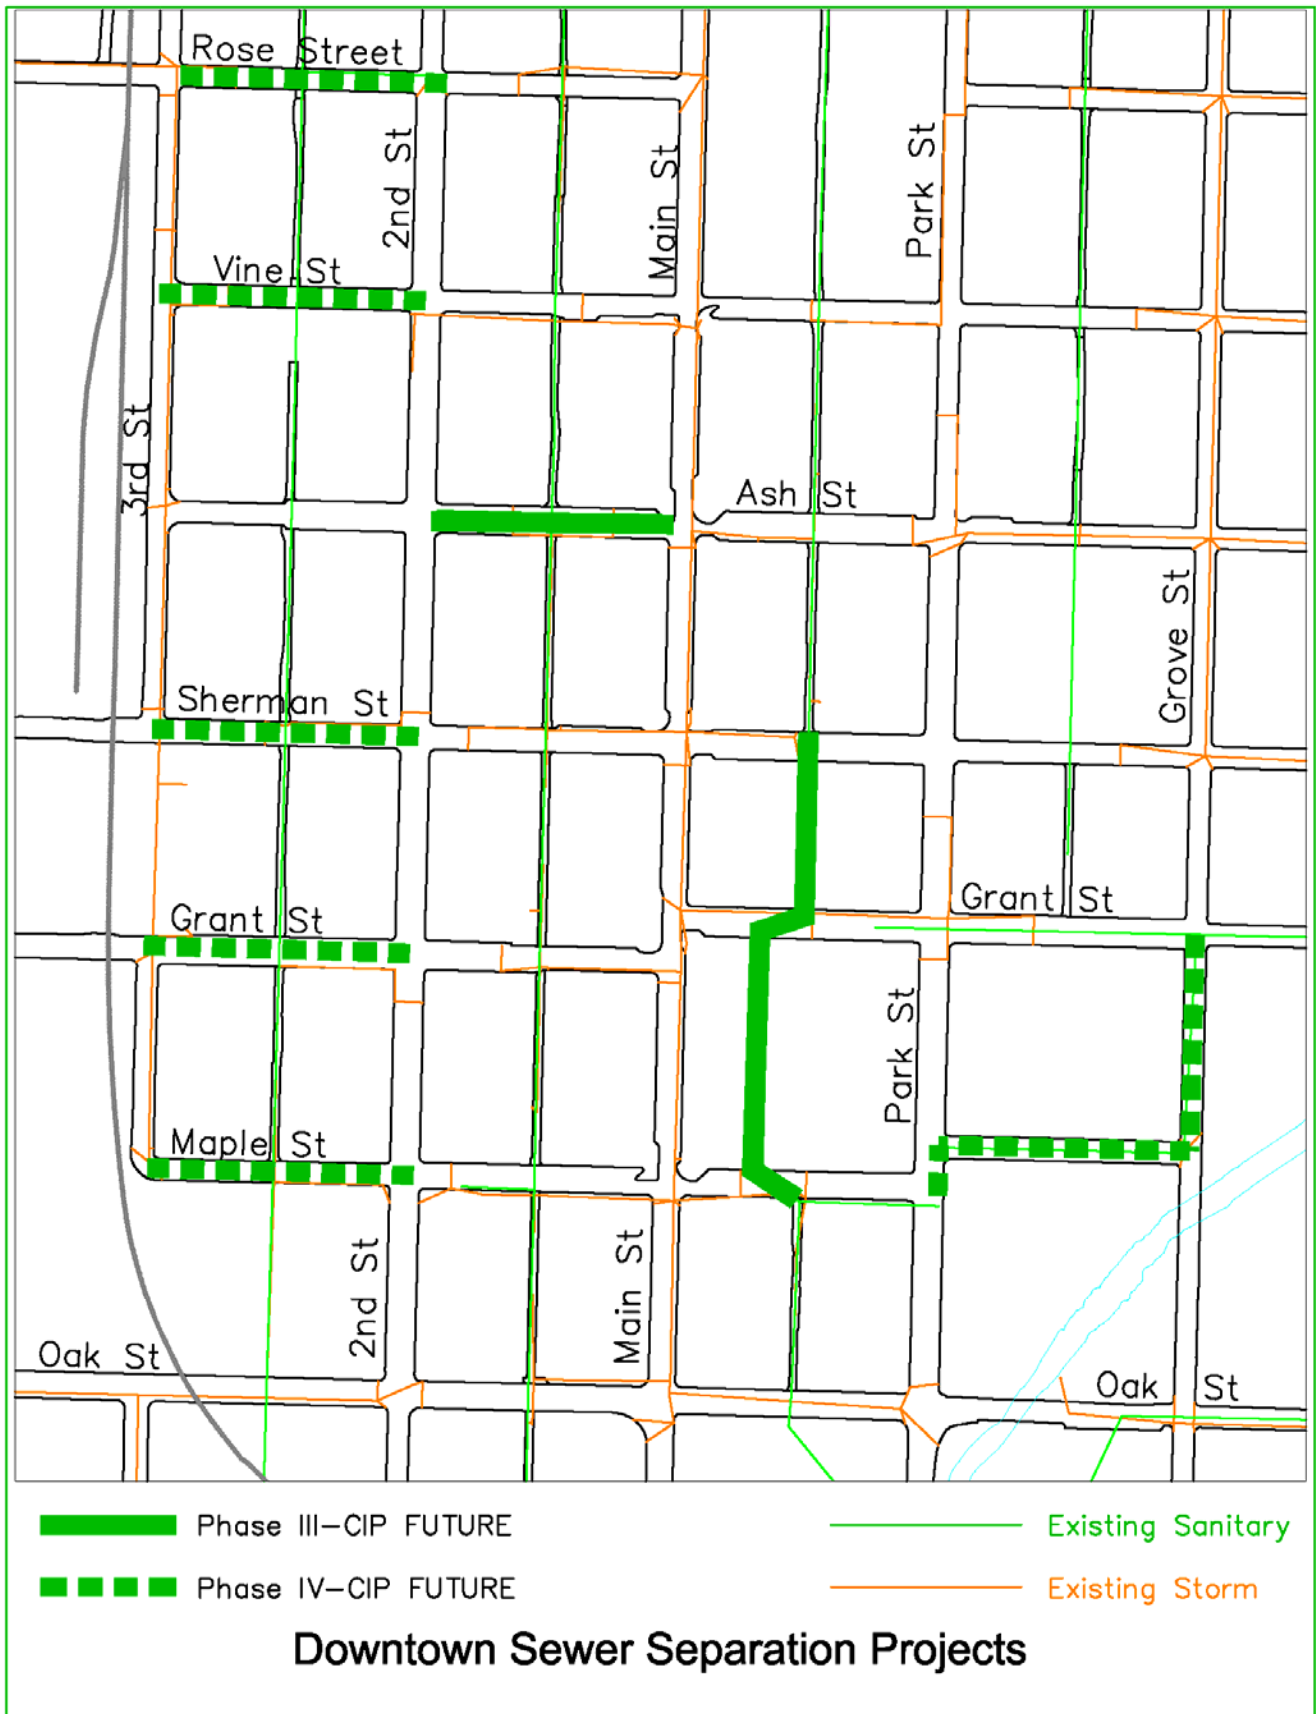 Rose Street
2nd St
Main St
Park St
Vine St
3rd St
Ash St
Grove St
Sherman St
Grant St
Grant St
Park St
Maple St
2nd St
Main St
Oak St
Oak St
Phase III-CIP FUTURE
Existing Sanitary
Phase IV-CIP FUTURE
Existing Storm
Downtown Sewer Separation Projects